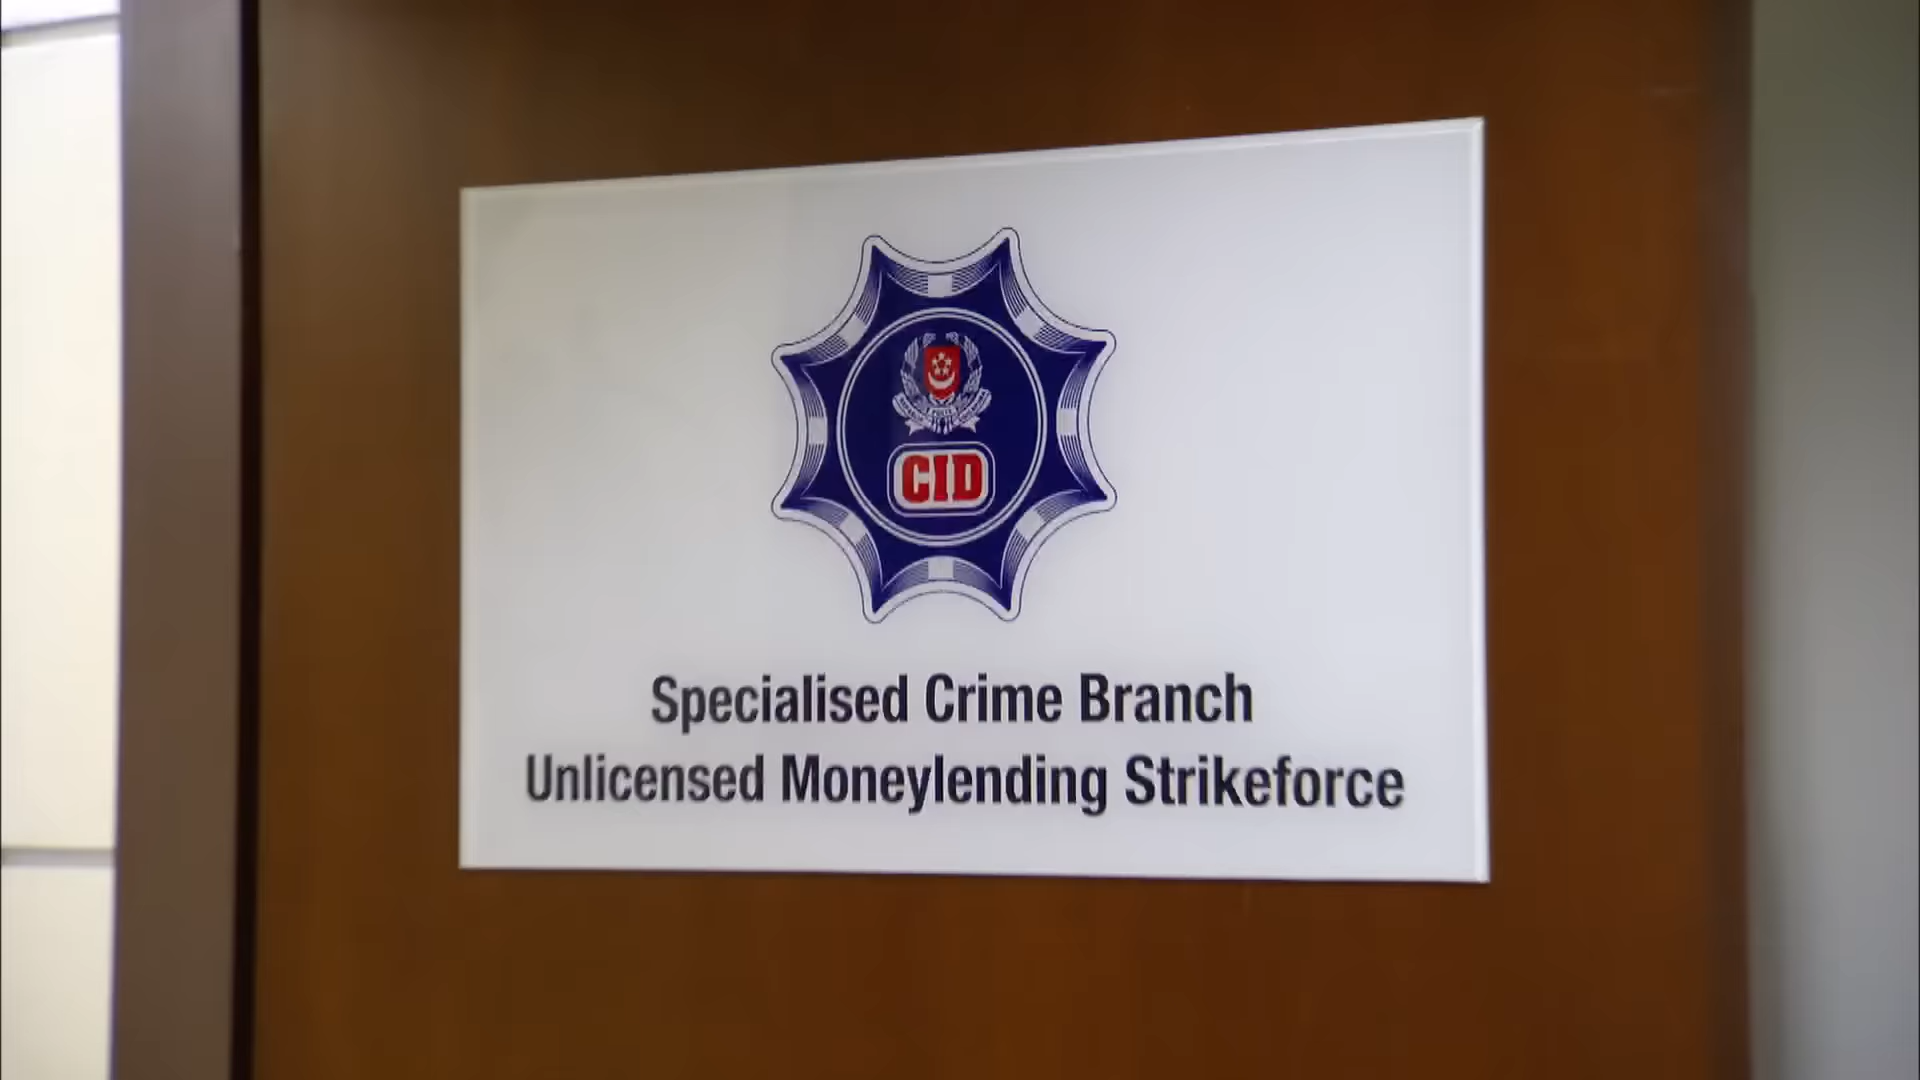 CID
Specialised Crime Branch
Unlicensed Moneylending Strikeforce